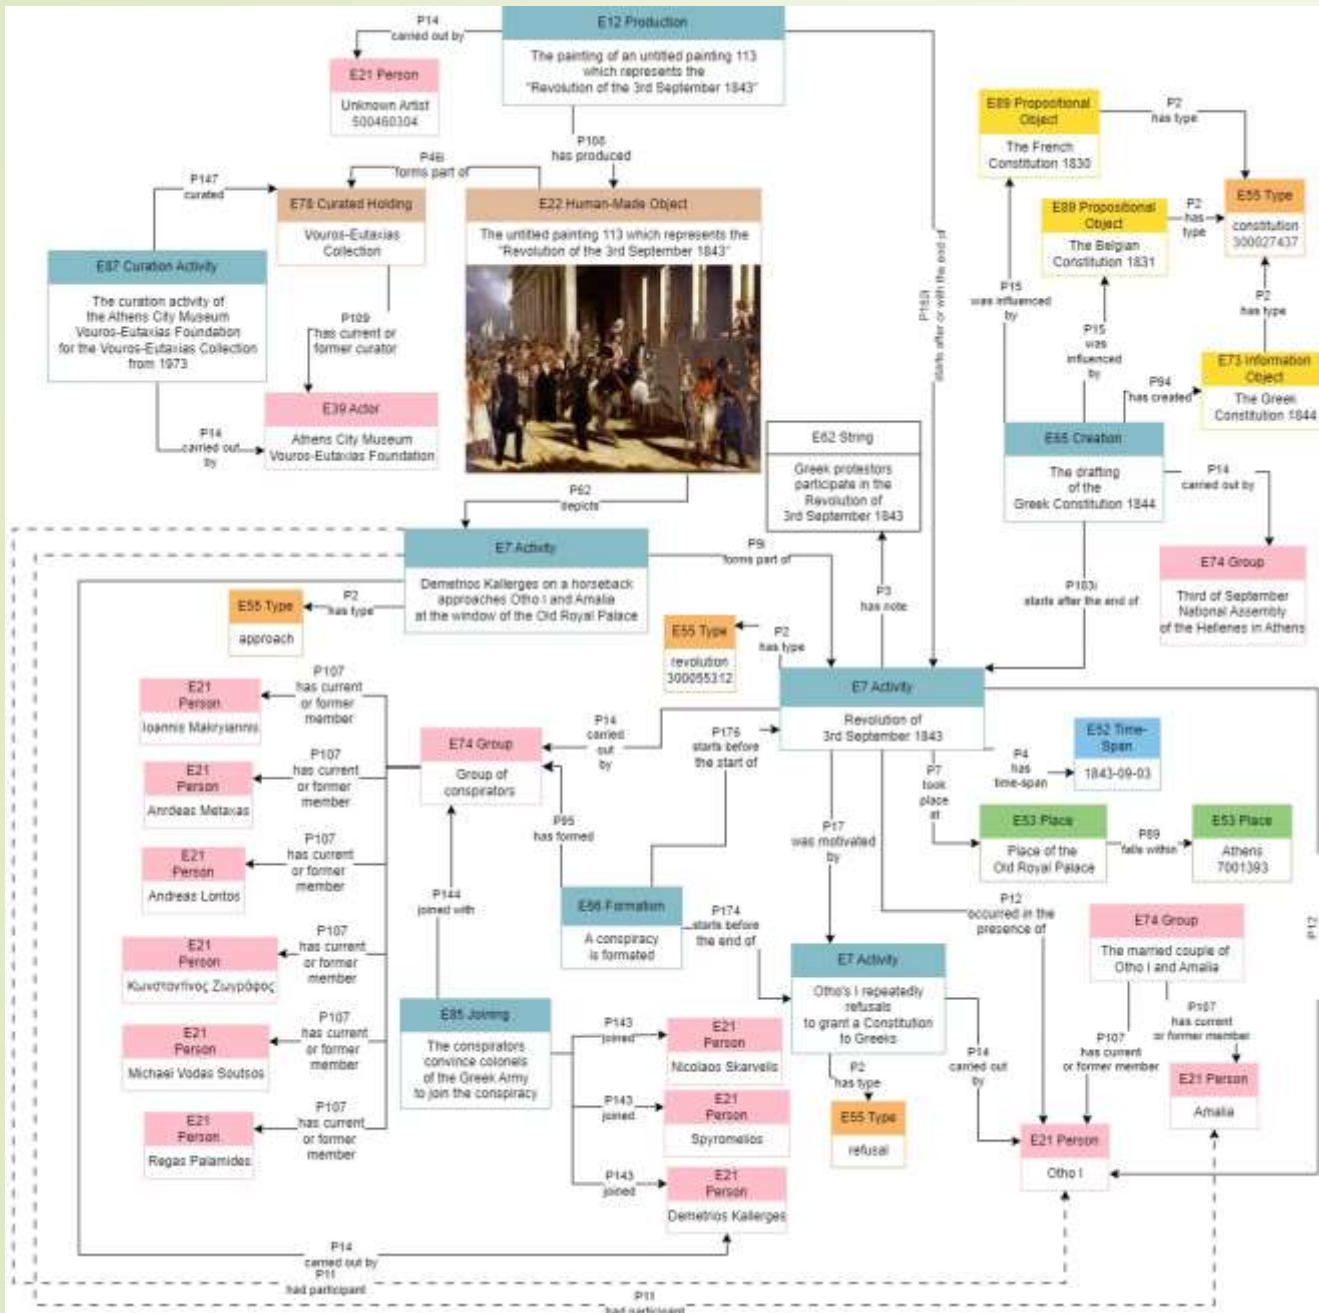 P14
carried out by
E12 Production
The painting of an untitled painting 113
which represents the
"Revolution of the 3rd September 1843"
E21 Person
Unknown Artist
500460304
P108
has produced
P46i
forms part of
P147
curated
E78 Curated Holding
Vouros-Eutaxias
Collection
E22 Human-Made Object
The untitled painting 113 which represents the
"Revolution of the 3rd September 1843"
E87 Curation Activity
The curation activity of
the Athens City Museum
Vouros-Eutaxias Foundation
for the Vouros-Eutaxias Collection
from 1973
P109
has current or
former curator
P14
carried out
by
E39 Actor
Athens City Museum
Vouros-Eutaxias Foundation
starts after or with the end of
E89 Propositional
Object
The French
Constitution 1830
P2
has type
E55 Type
constitution
300027437
E89 Propositional
Object
The Belgian
Constitution 1831
P2
has
type
P15
was influenced
by
P15
was
influenced
by
P2
has type
E73 Information
Object
The Greek
Constitution 1844
P94
has created
E65 Creation
The drafting
of the
Greek Constitution 1844
P14
carried out by
E74 Group
Third of September
National Assembly
of the Hellenes in Athens
P183i
starts after the end of
E62 String
Greek protestors
participate in the
Revolution of
3rd September 1843
P3
has note
P62
depicts
E7 Activity
Demetrios Kallerges on a horseback
approaches Otho I and Amalia
at the window of the Old Royal Palace
P9i
forms part of
P2
has type
E55 Type
approach
E55 Type
revolution
300055312
P2
has type
E7 Activity
Revolution of
3rd September 1843
P4
has
time-span
E52 Time-
Span
1843-09-03
P7
took
place
at
E53 Place
Place of the
Old Royal Palace
P89
falls within
E53 Place
Athens
7001393
P14
carried
out
by
P176
starts before
the start of
E74 Group
Group of
conspirators
P107
has current
or former
member
E21
Person
Ioannis Makryiannis
P107
has current
or former
member
E21
Person
Anrdeas Metaxas
P107
has current
or former
member
E21
Person
Andreas Lontos
P107
has current
or former
member
E21
Person
Κωνσταντίνος Ζωγράφος
P107
has current
or former
member
E21
Person
Michael Vodas Soutsos
P107
has current
or former
member
E21
Person
Regas Palamides
P95
has formed
P144
joined with
E66 Formation
A conspiracy
is formated
P174
starts before
the end of
P17
was motivated
by
P12
occurred in the
presence of
P12
E7 Activity
Otho's I repeatedly
refusals
to grant a Constitution
to Greeks
P2
has type
E55 Type
refusal
P14
carried out
by
E74 Group
The married couple of
Otho I and Amalia
P107
has current
or former member
P107
has current
or former member
E21 Person
Amalia
E21 Person
Otho I
E85 Joining
The conspirators
convince colonels
of the Greek Army
to join the conspiracy
P143
joined
E21
Person
Nicolaos Skarvelis
P143
joined
E21
Person
Spyromelios
P143
joined
E21
Person
Demetrios Kallerges
P14
carried out by
P11
had participant
P11
had participant